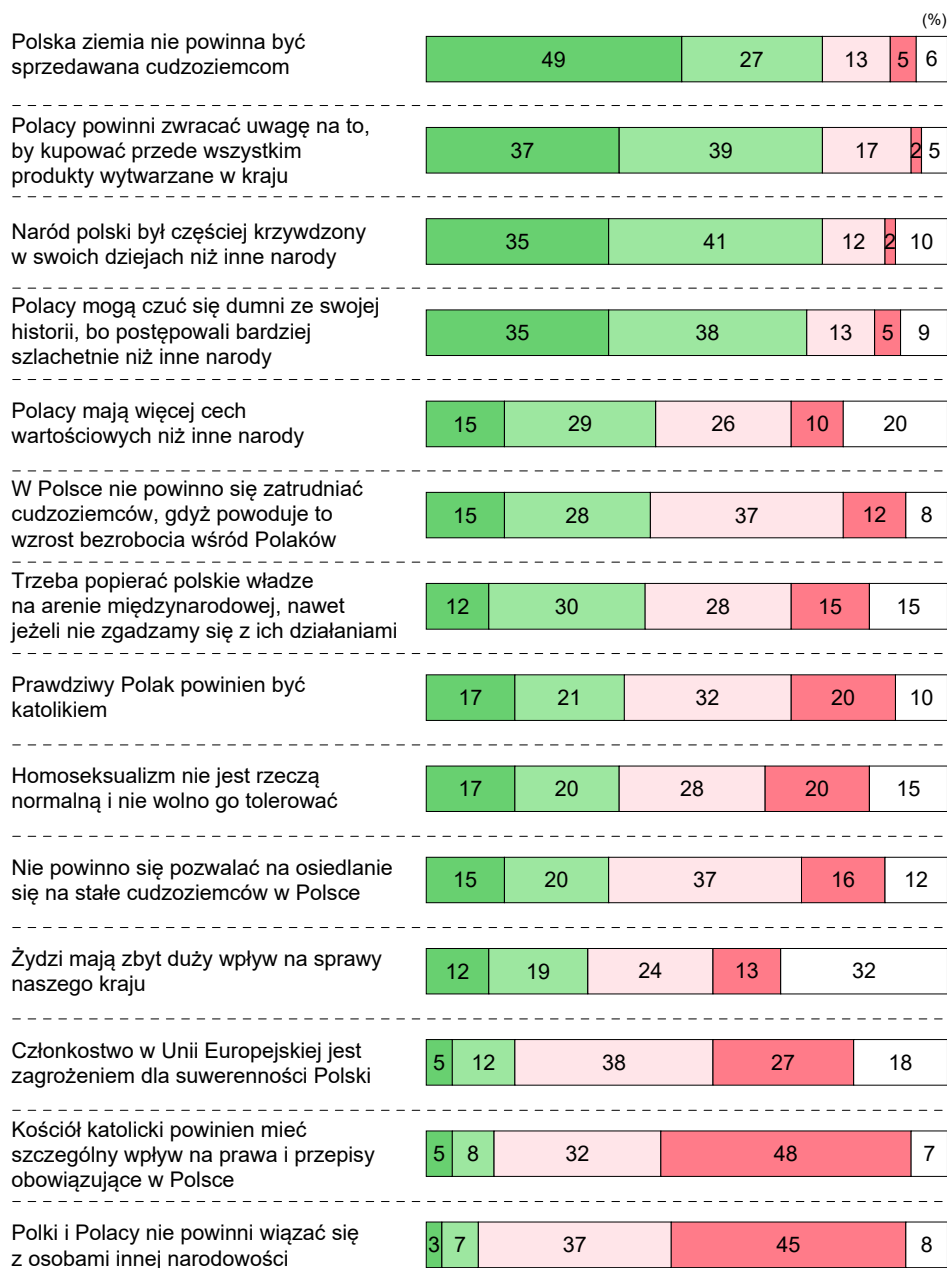 (%)
Polska ziemia nie powinna być
sprzedawana cudzoziemcom
49 27 13 5 6
Polacy powinni zwracać uwagę na to,
by kupować przede wszystkim
produkty wytwarzane w kraju
37 39 17 2 5
Naród polski był częściej krzywdzony
w swoich dziejach niż inne narody
35 41 12 2 10
Polacy mogą czuć się dumni ze swojej
historii, bo postępowali bardziej
szlachetnie niż inne narody
35 38 13 5 9
Polacy mają więcej cech
wartościowych niż inne narody
15 29 26 10 20
W Polsce nie powinno się zatrudniać
cudzoziemców, gdyż powoduje to
wzrost bezrobocia wśród Polaków
15 28 37 12 8
Trzeba popierać polskie władze
na arenie międzynarodowej, nawet
jeżeli nie zgadzamy się z ich działaniami
12 30 28 15 15
Prawdziwy Polak powinien być
katolikiem
17 21 32 20 10
Homoseksualizm nie jest rzeczą
normalną i nie wolno go tolerować
17 20 28 20 15
Nie powinno się pozwalać na osiedlanie
się na stałe cudzoziemców w Polsce
15 20 37 16 12
Żydzi mają zbyt duży wpływ na sprawy
naszego kraju
12 19 24 13 32
Członkostwo w Unii Europejskiej jest
zagrożeniem dla suwerenności Polski
5 12 38 27 18
Kościół katolicki powinien mieć
szczególny wpływ na prawa i przepisy
obowiązujące w Polsce
5 8 32 48 7
Polki i Polacy nie powinni wiązać się
z osobami innej narodowości
3 7 37 45 8